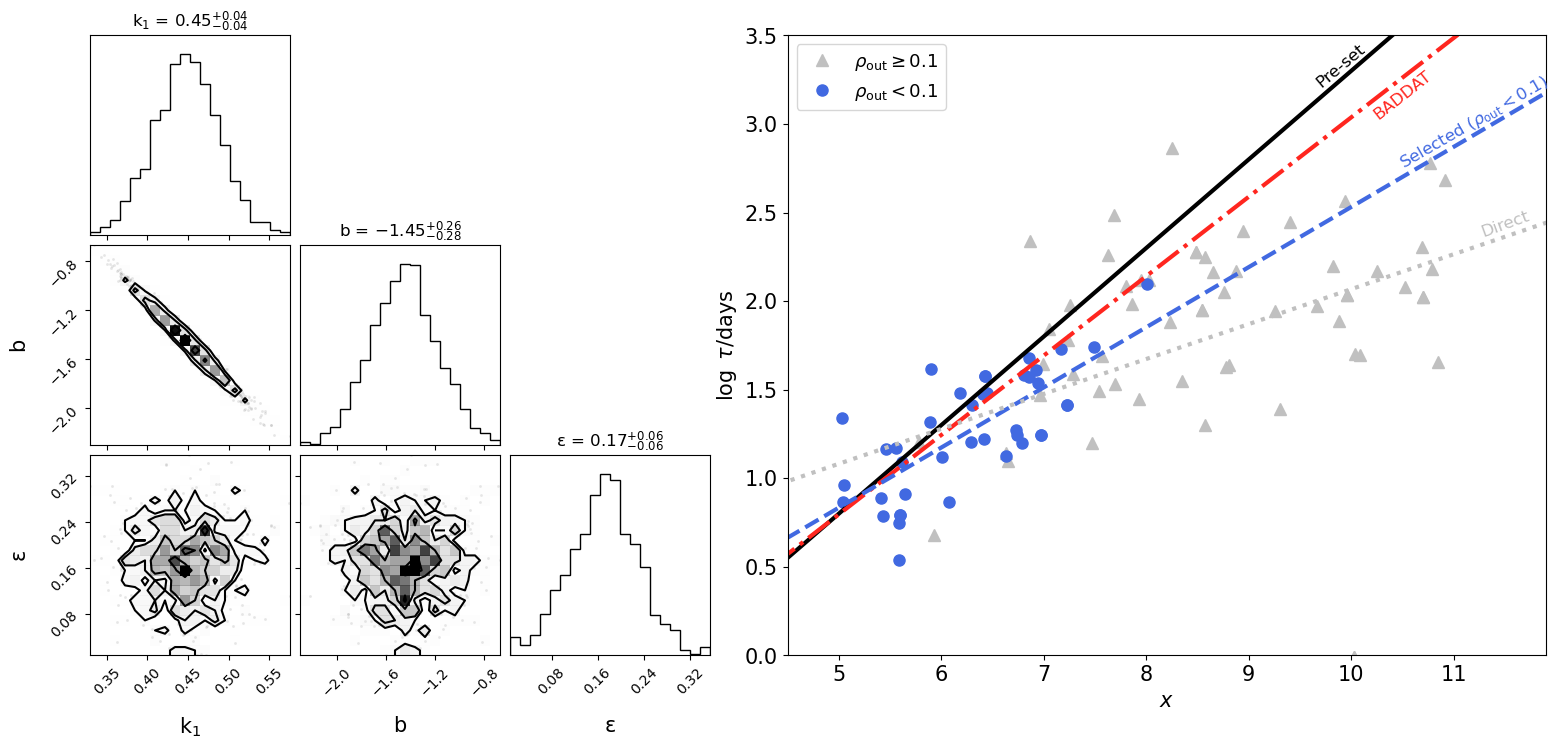 k₁ = 0.45+0.04−0.04
b = −1.45+0.26−0.28
ε = 0.17+0.06−0.06
b
−0.8
−1.2
−1.6
−2.0
ε
0.32
0.24
0.16
0.08
0.35 0.40 0.45 0.50 0.55
k₁
−2.0 −1.6 −1.2 −0.8
b
0.08 0.16 0.24 0.32
ε
ρout ≥ 0.1
ρout < 0.1
Pre-set
BADDAT
Selected (ρout < 0.1)
Direct
log τ/days
3.5
3.0
2.5
2.0
1.5
1.0
0.5
0.0
5 6 7 8 9 10 11
x